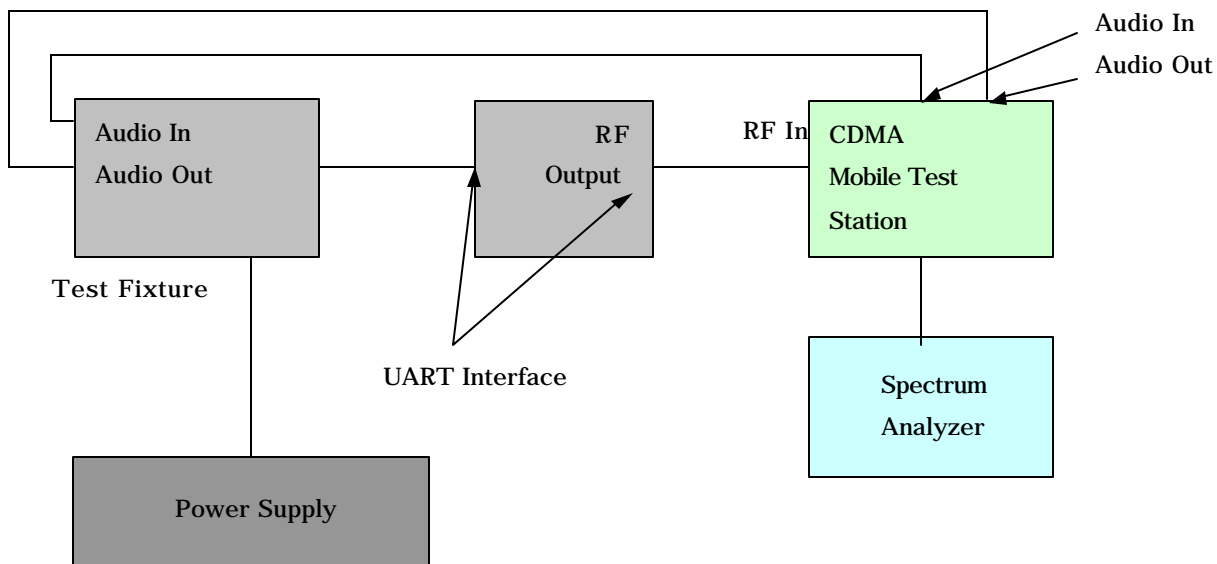 Audio In
Audio Out
Audio In
Audio Out
RF
Output
RF In
CDMA
Mobile Test
Station
Test Fixture
UART Interface
Spectrum
Analyzer
Power Supply